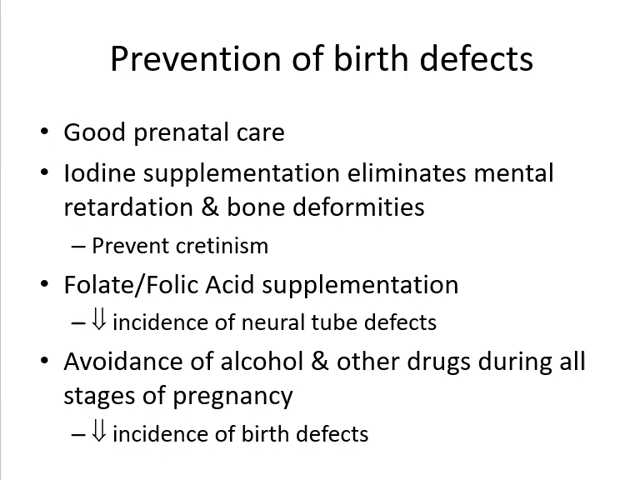 Prevention of birth defects
• Good prenatal care
• Iodine supplementation eliminates mental
retardation & bone deformities
– Prevent cretinism
• Folate/Folic Acid supplementation
– ⇓ incidence of neural tube defects
• Avoidance of alcohol & other drugs during all
stages of pregnancy
– ⇓ incidence of birth defects